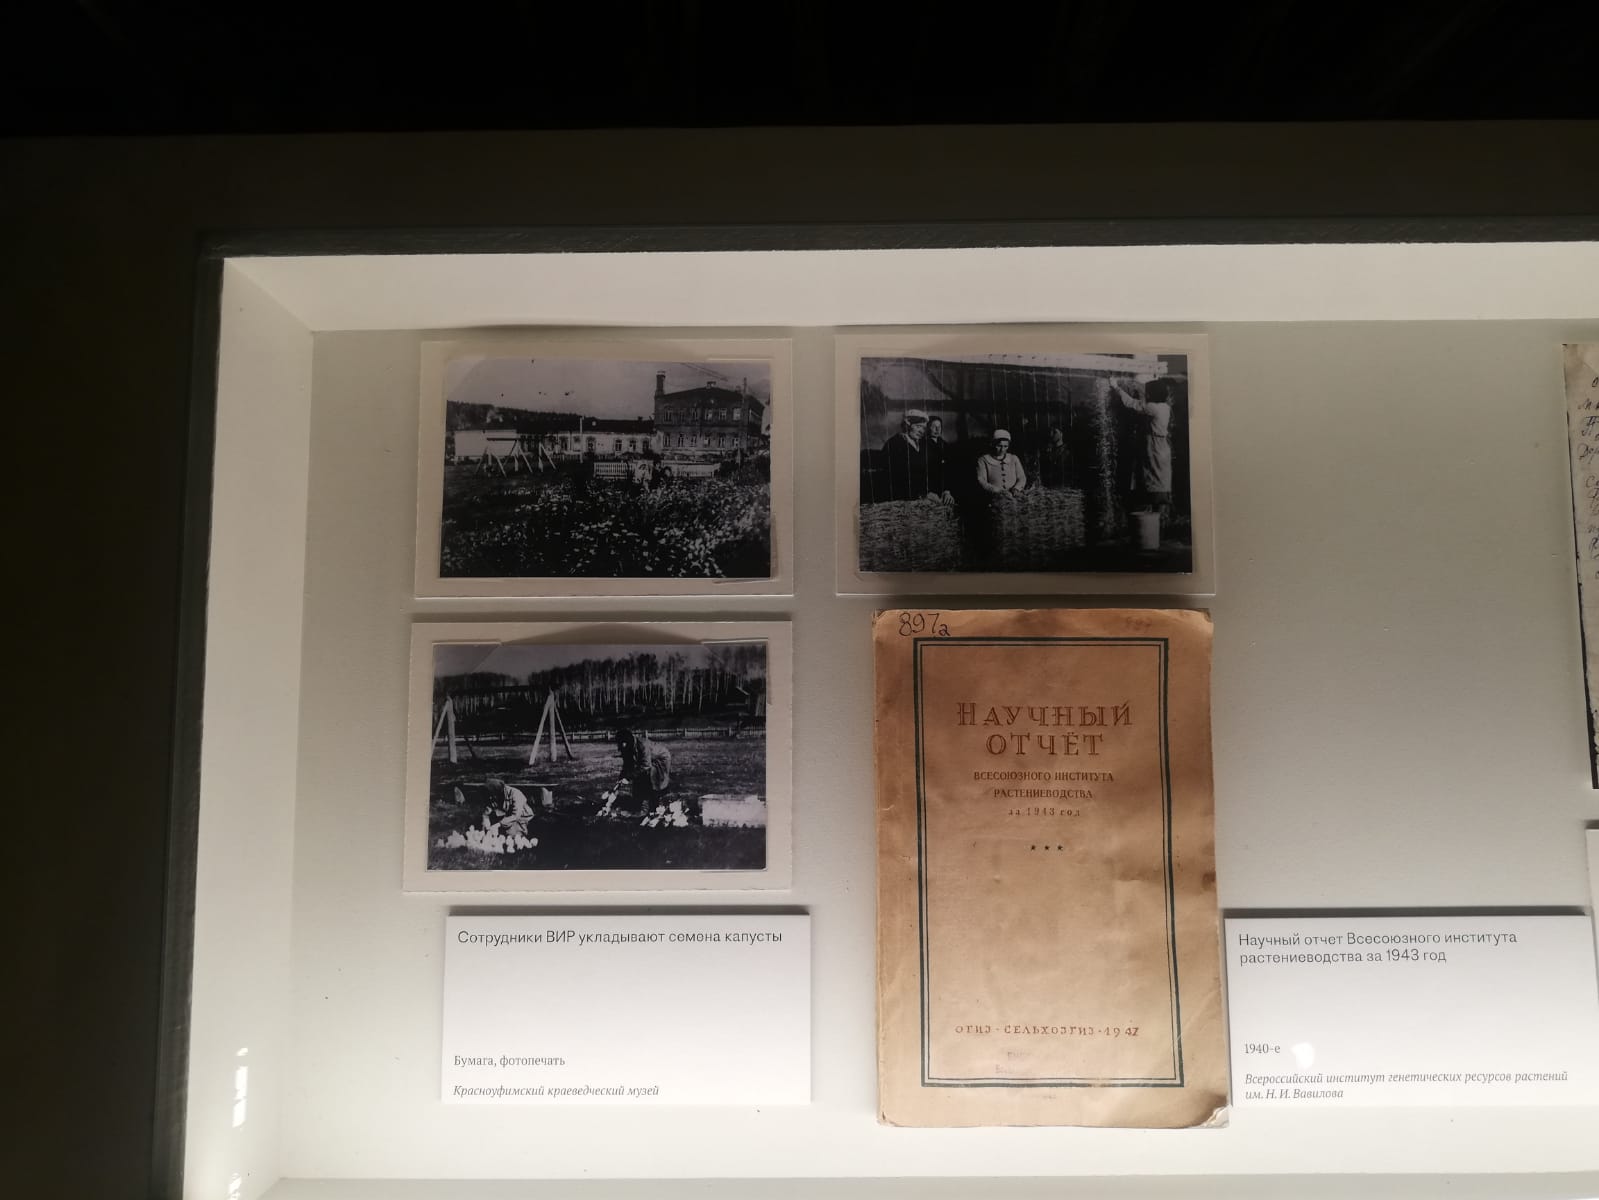 897а
НАУЧНЫЙ
ОТЧЁТ
ВСЕСОЮЗНОГО ИНСТИТУТА
РАСТЕНИЕВОДСТВА
за 1943 год
ОГИЗ · СЕЛЬХОЗГИЗ · 1947
Сотрудники ВИР укладывают семена капусты
Бумага, фотопечать
Красноуфимский краеведческий музей
Научный отчет Всесоюзного института
растениеводства за 1943 год
1940-е
Всероссийский институт генетических ресурсов растений
им. Н. И. Вавилова